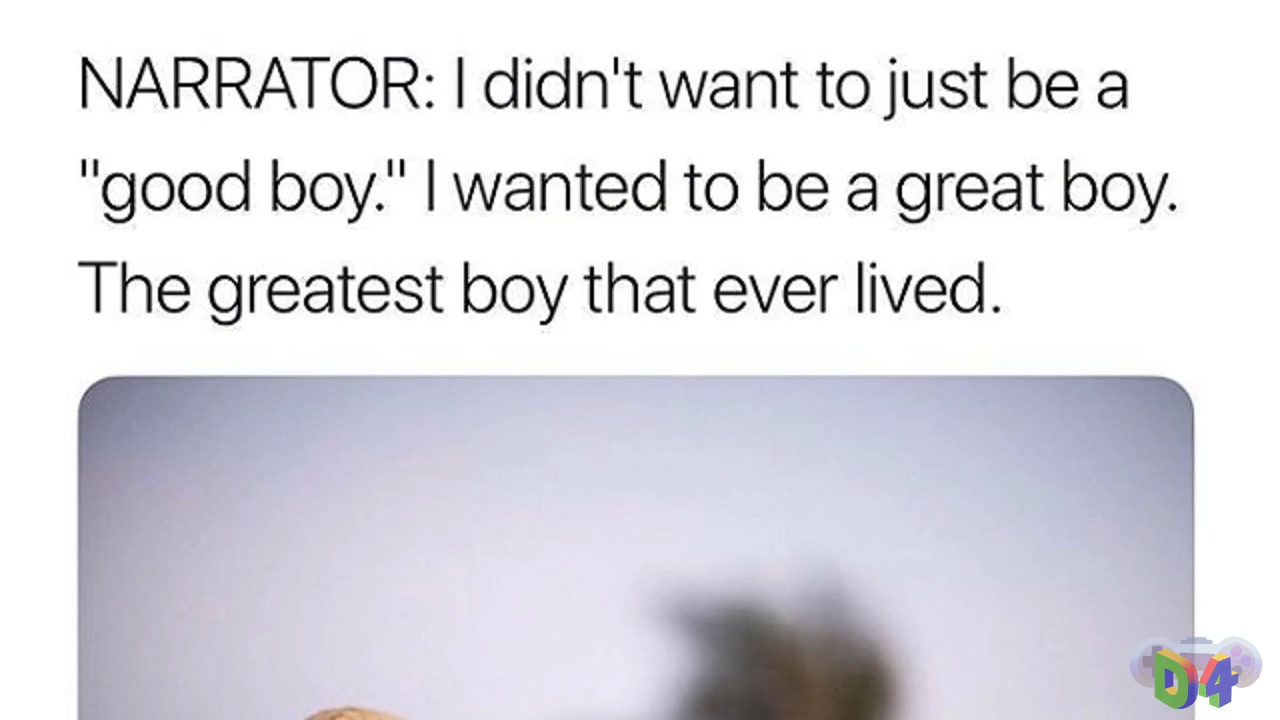 NARRATOR: I didn't want to just be a
"good boy." I wanted to be a great boy.
The greatest boy that ever lived.
DV4